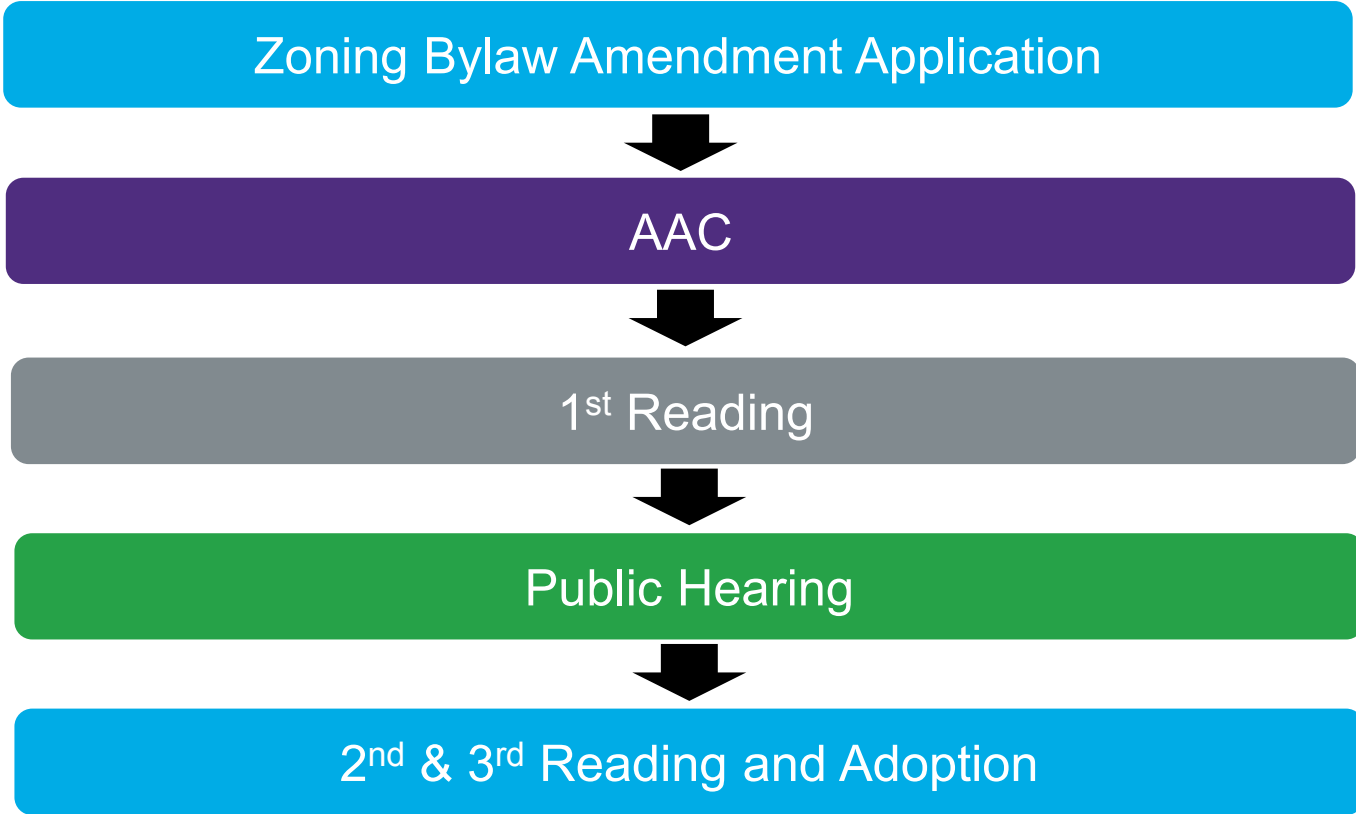 Zoning Bylaw Amendment Application
AAC
1st Reading
Public Hearing
2nd & 3rd Reading and Adoption